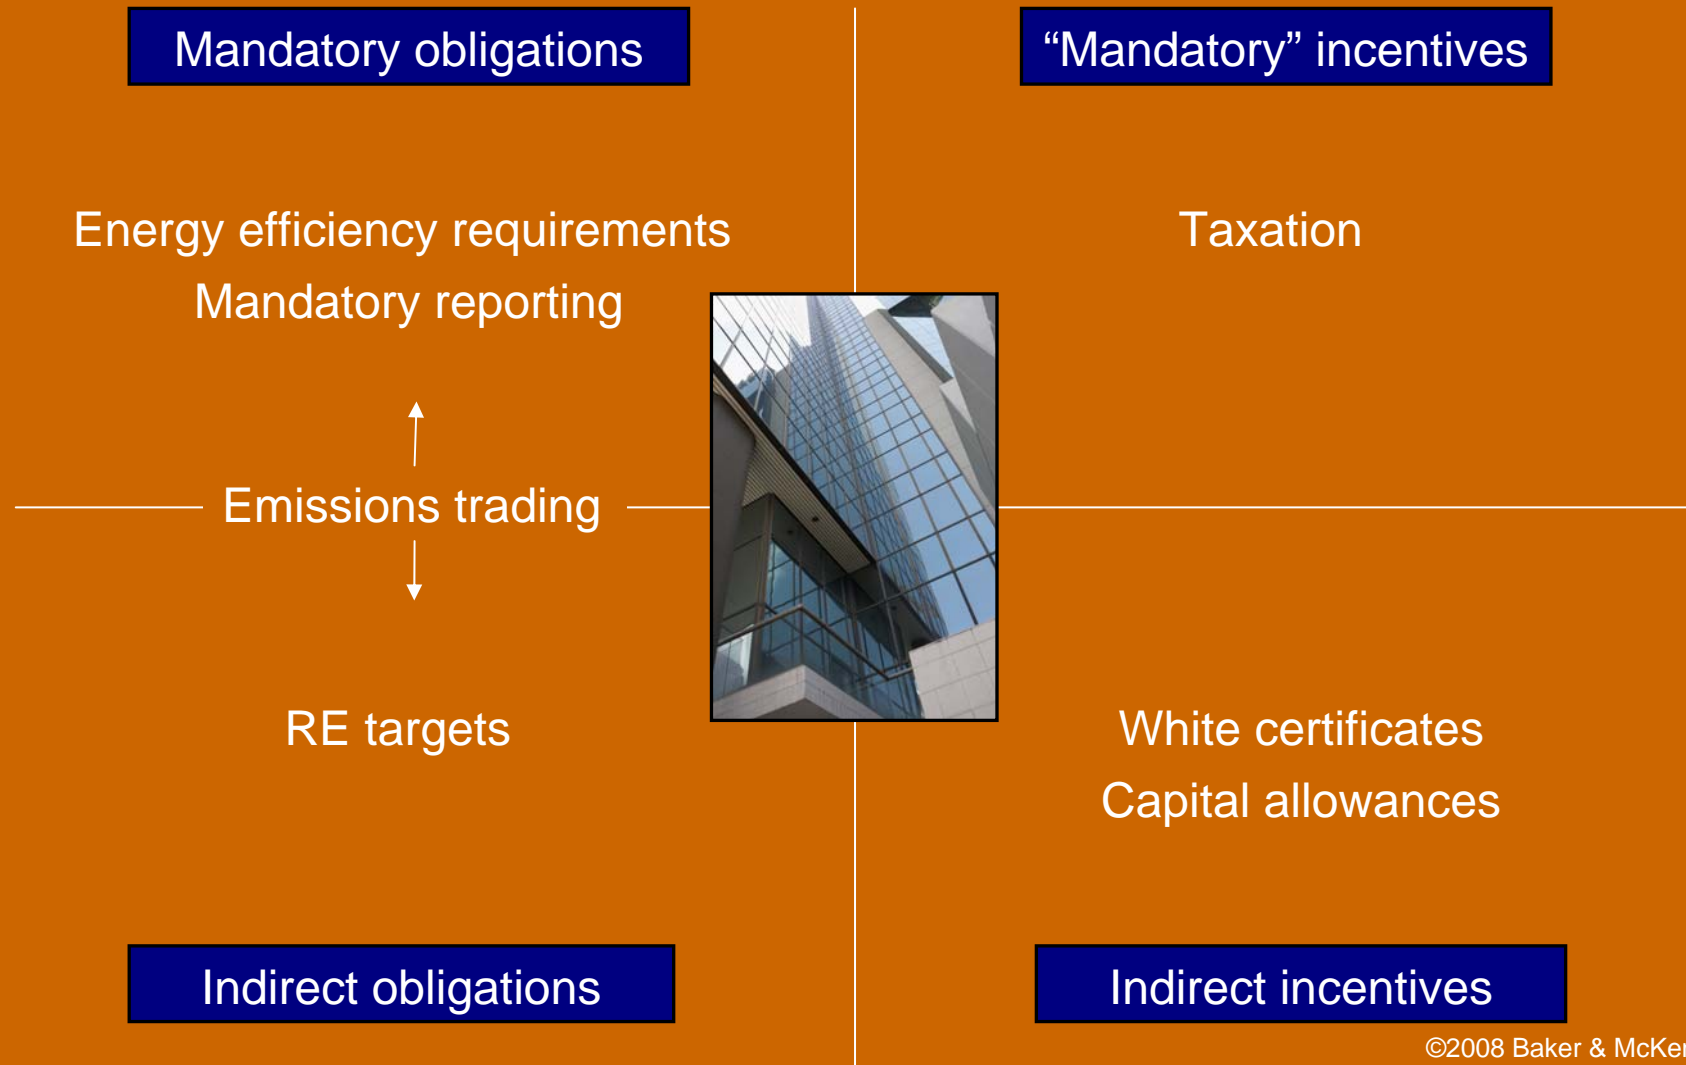 Mandatory obligations
“Mandatory” incentives
Energy efficiency requirements
Mandatory reporting
Taxation
Emissions trading
RE targets
White certificates
Capital allowances
Indirect obligations
Indirect incentives
©2008 Baker &